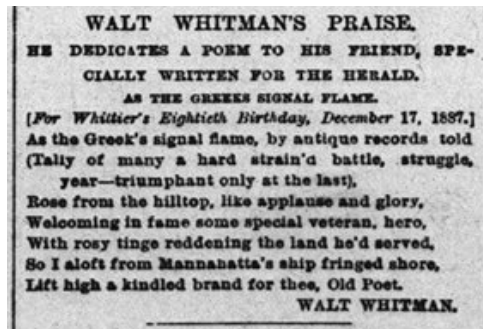 WALT WHITMAN'S PRAISE.
HE DEDICATES A POEM TO HIS FRIEND, SPE-
CIALLY WRITTEN FOR THE HERALD.
AS THE GREEKS SIGNAL FLAME.
[For Whittier's Eightieth Birthday, December 17, 1887.]
As the Greek's signal flame, by antique records told
(Tally of many a hard strain'd battle, struggle,
year—triumphant only at the last),
Rose from the hilltop, like applause and glory,
Welcoming in fame some special veteran, hero,
With rosy tinge reddening the land he'd served,
So I aloft from Mannahatta's ship fringed shore,
Lift high a kindled brand for thee, Old Poet.
WALT WHITMAN.